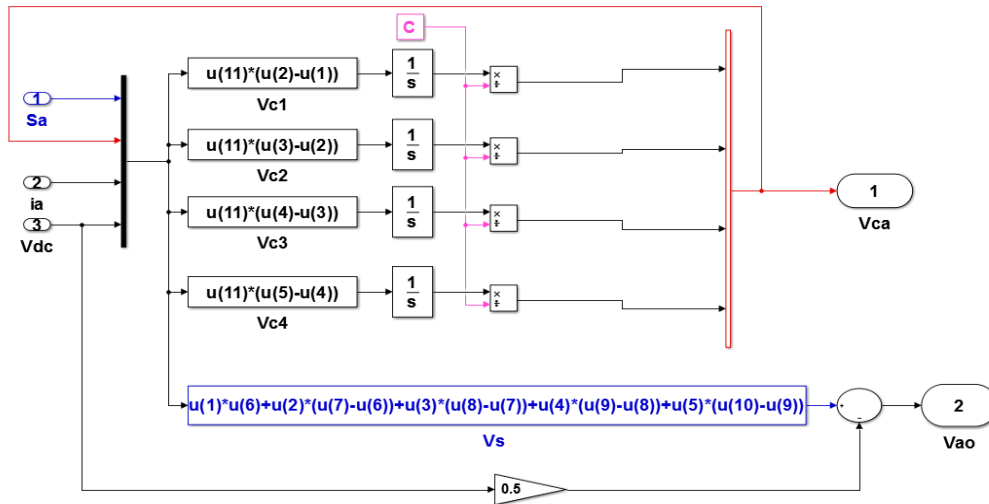 C
u(11)*(u(2)-u(1))
1
s
×
÷
Vc1
1
Sa
u(11)*(u(3)-u(2))
1
s
×
÷
Vc2
2
ia
1
Vca
u(11)*(u(4)-u(3))
1
s
×
÷
Vc3
3
Vdc
u(11)*(u(5)-u(4))
1
s
×
÷
Vc4
u(1)*u(6)+u(2)*(u(7)-u(6))+u(3)*(u(8)-u(7))+u(4)*(u(9)-u(8))+u(5)*(u(10)-u(9))
+
-
2
Vs
Vao
0.5